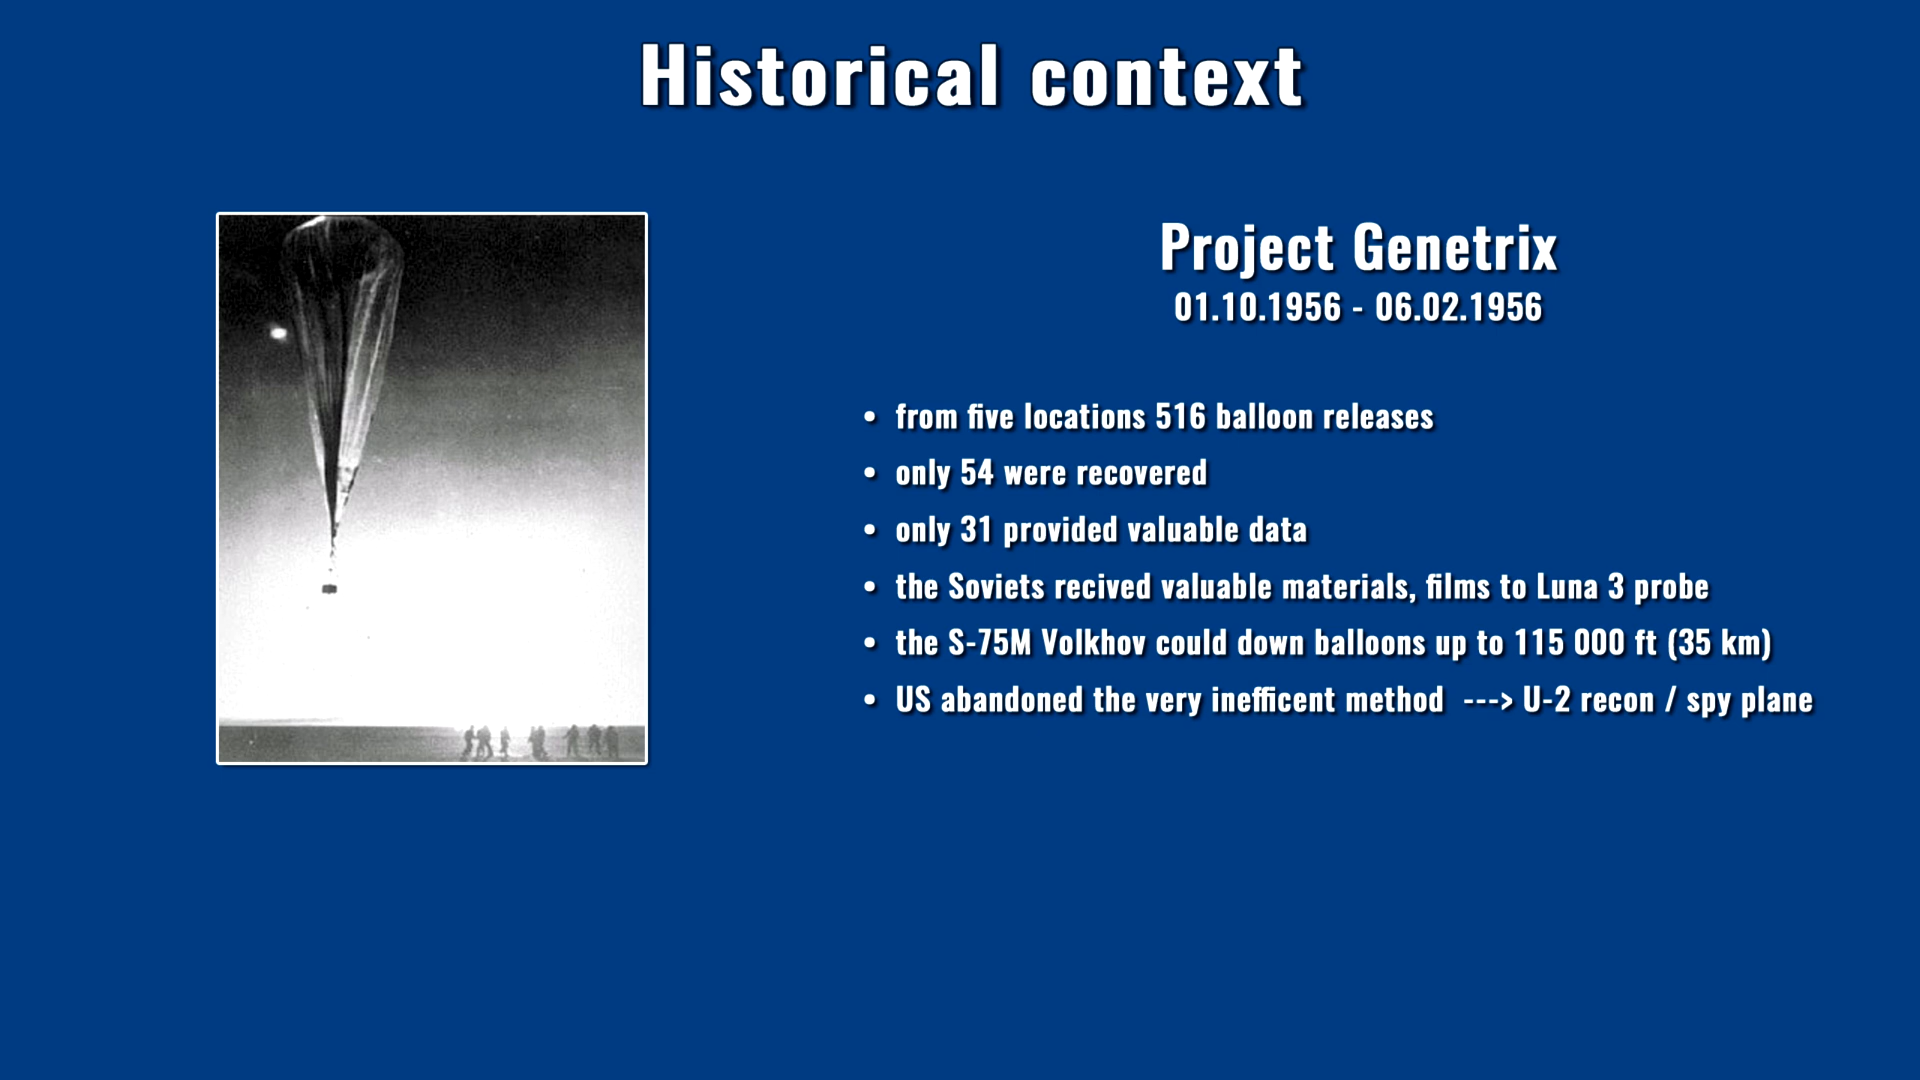 Historical context
Project Genetrix
01.10.1956 - 06.02.1956
• from five locations 516 balloon releases
• only 54 were recovered
• only 31 provided valuable data
• the Soviets recived valuable materials, films to Luna 3 probe
• the S-75M Volkhov could down balloons up to 115 000 ft (35 km)
• US abandoned the very inefficent method ---> U-2 recon / spy plane